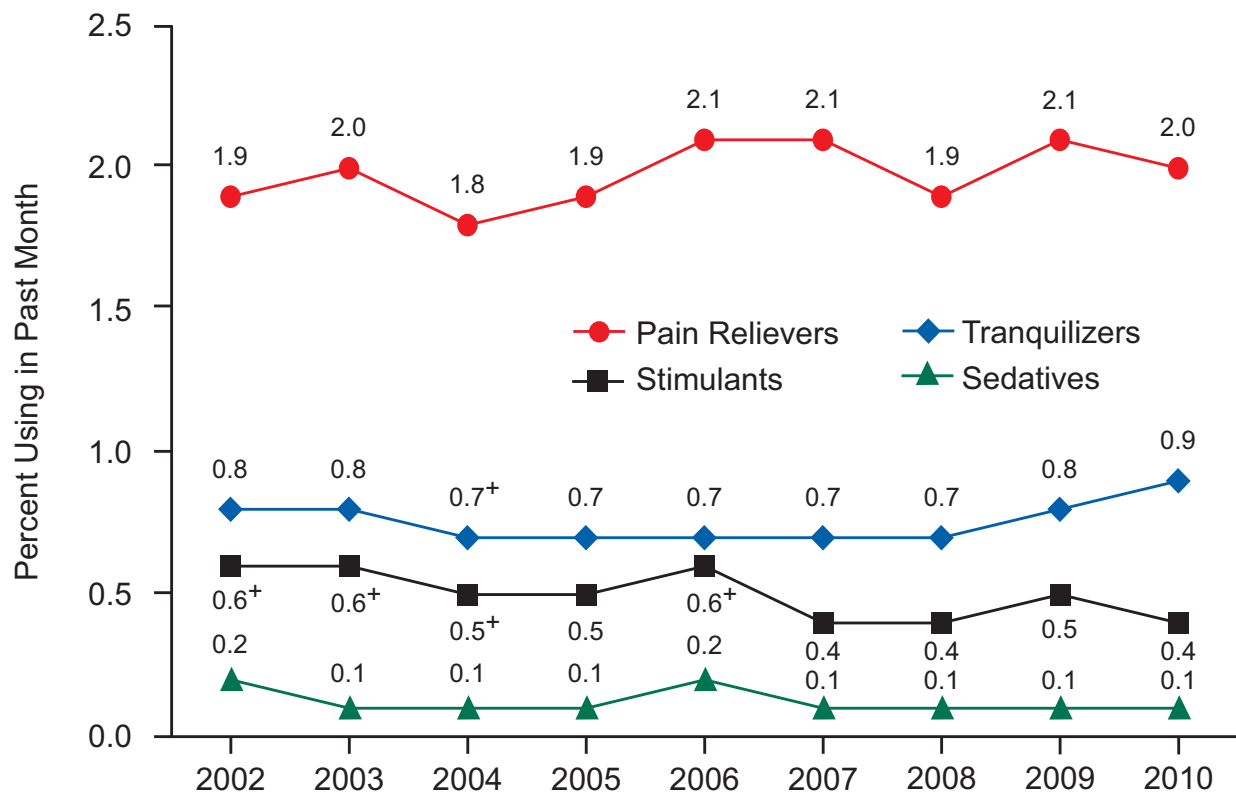 2.5
2.0
1.5
1.0
0.5
0.0
Percent Using in Past Month
1.9 2.0 1.8 1.9 2.1 2.1 1.9 2.1 2.0
Pain Relievers Tranquilizers
Stimulants Sedatives
0.8 0.8 0.7+ 0.7 0.7 0.7 0.7 0.8 0.9
0.6+ 0.6+ 0.5+ 0.5 0.6+ 0.4 0.4 0.5 0.4
0.2 0.1 0.1 0.1 0.2 0.1 0.1 0.1 0.1
2002 2003 2004 2005 2006 2007 2008 2009 2010